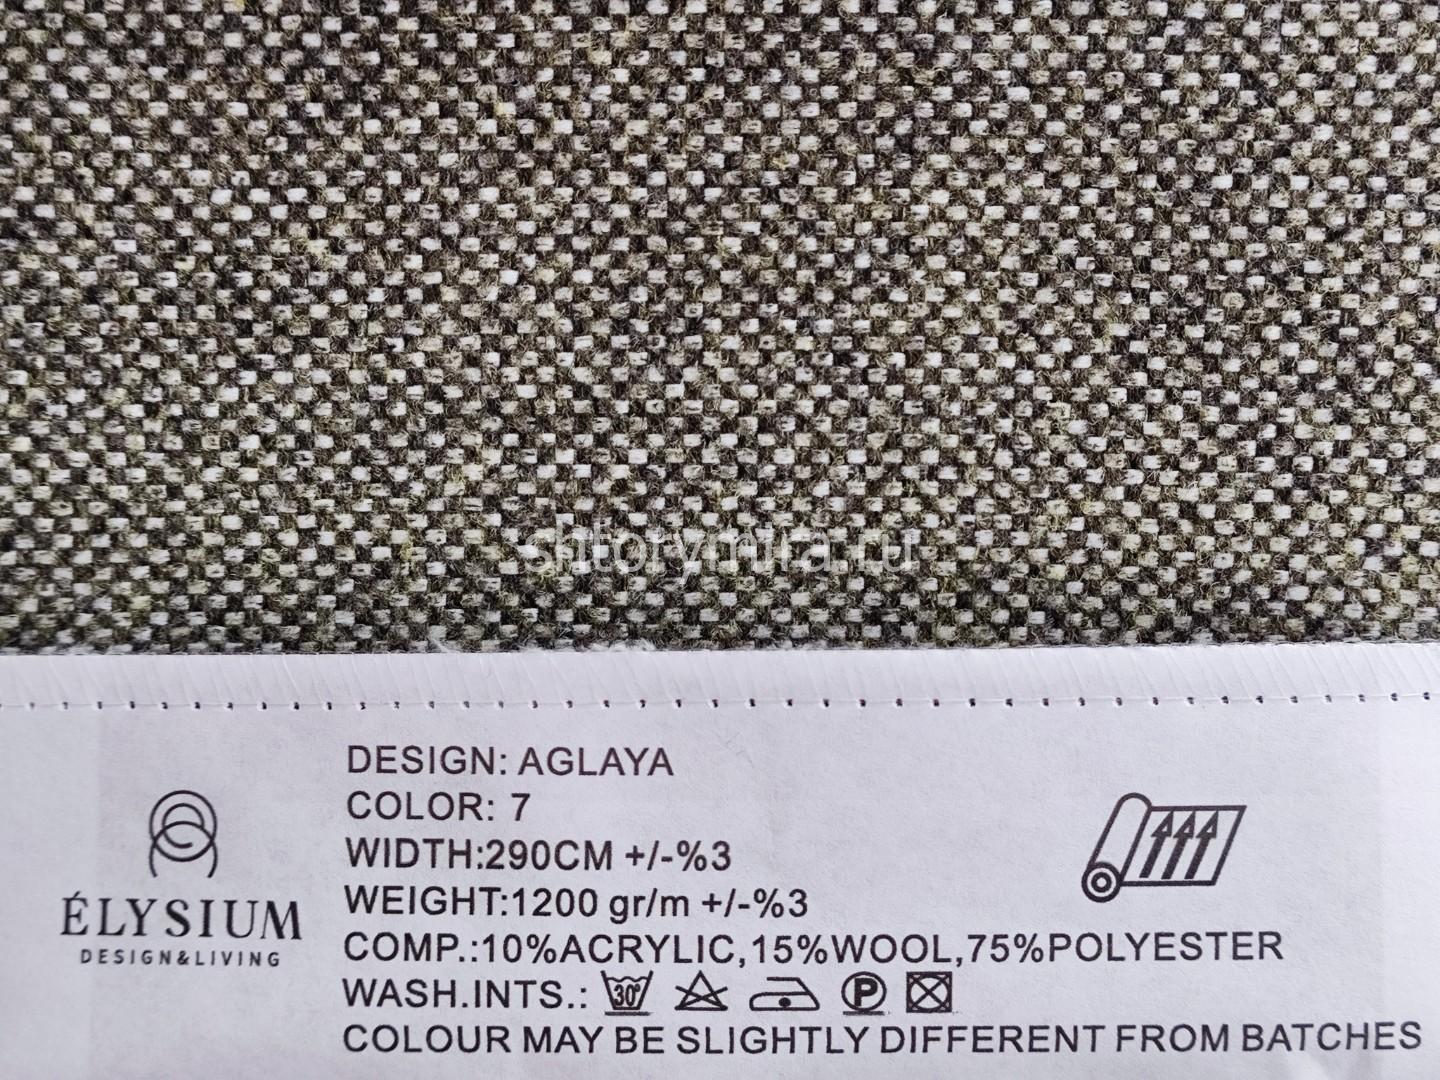 shtorymira.ru
DESIGN: AGLAYA
COLOR: 7
WIDTH:290CM +/-%3
WEIGHT:1200 gr/m +/-%3
COMP.:10%ACRYLIC,15%WOOL,75%POLYESTER
WASH.INTS.: 30° P
COLOUR MAY BE SLIGHTLY DIFFERENT FROM BATCHES
ÉLYSIUM
DESIGN&LIVING